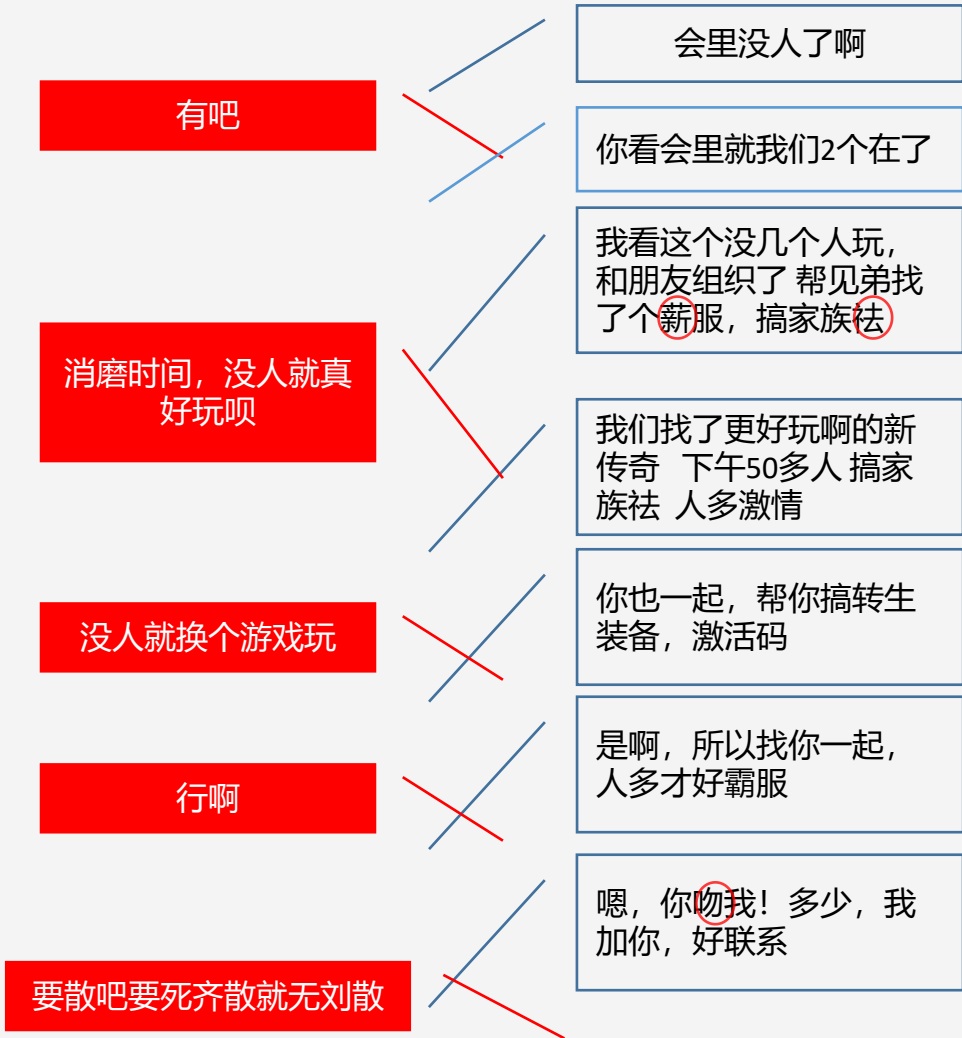 会里没人了啊
有吧
你看会里就我们2个在了
我看这个没几个人玩，
和朋友组织了 帮见弟找
了个薪服，搞家族祛
消磨时间，没人就真
好玩呗
我们找了更好玩啊的新
传奇 下午50多人 搞家
族祛 人多激情
你也一起，帮你搞转生
装备，激活码
没人就换个游戏玩
是啊，所以找你一起，
人多才好霸服
行啊
嗯，你吻我！多少，我
加你，好联系
要散吧要死齐散就无刘散